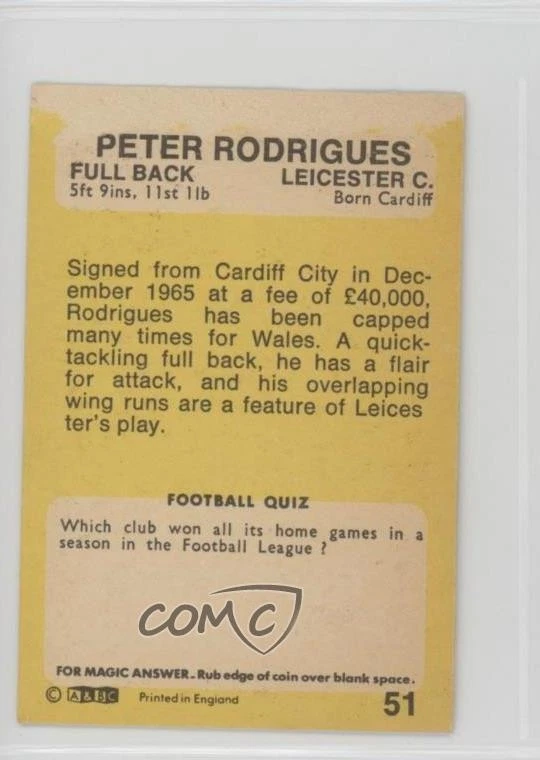 PETER RODRIGUES
FULL BACK LEICESTER C.
5ft 9ins, 11st 1lb Born Cardiff
Signed from Cardiff City in Dec-
ember 1965 at a fee of £40,000,
Rodrigues has been capped
many times for Wales. A quick-
tackling full back, he has a flair
for attack, and his overlapping
wing runs are a feature of Leices
ter's play.
FOOTBALL QUIZ
Which club won all its home games in a
season in the Football League ?
COMC
FOR MAGIC ANSWER - Rub edge of coin over blank space.
© A&BC Printed in England 51